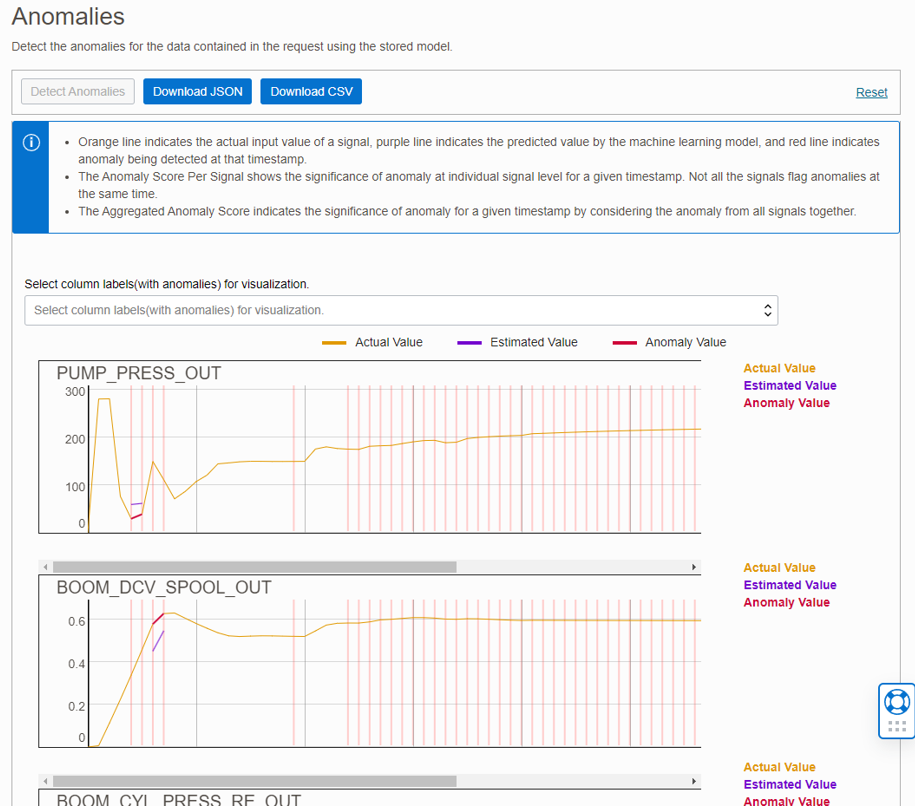 Anomalies
Detect the anomalies for the data contained in the request using the stored model.
Detect Anomalies
Download JSON
Download CSV
Reset
• Orange line indicates the actual input value of a signal, purple line indicates the predicted value by the machine learning model, and red line indicates
anomaly being detected at that timestamp.
• The Anomaly Score Per Signal shows the significance of anomaly at individual signal level for a given timestamp. Not all the signals flag anomalies at
the same time.
• The Aggregated Anomaly Score indicates the significance of anomaly for a given timestamp by considering the anomaly from all signals together.
Select column labels(with anomalies) for visualization.
Select column labels(with anomalies) for visualization.
Actual Value
Estimated Value
Anomaly Value
PUMP_PRESS_OUT
300
200
100
0
Actual Value
Estimated Value
Anomaly Value
BOOM_DCV_SPOOL_OUT
0.6
0.4
0.2
0
Actual Value
Estimated Value
Anomaly Value
BOOM_CYL_PRESS_RE_OUT
Actual Value
Estimated Value
Anomaly Value